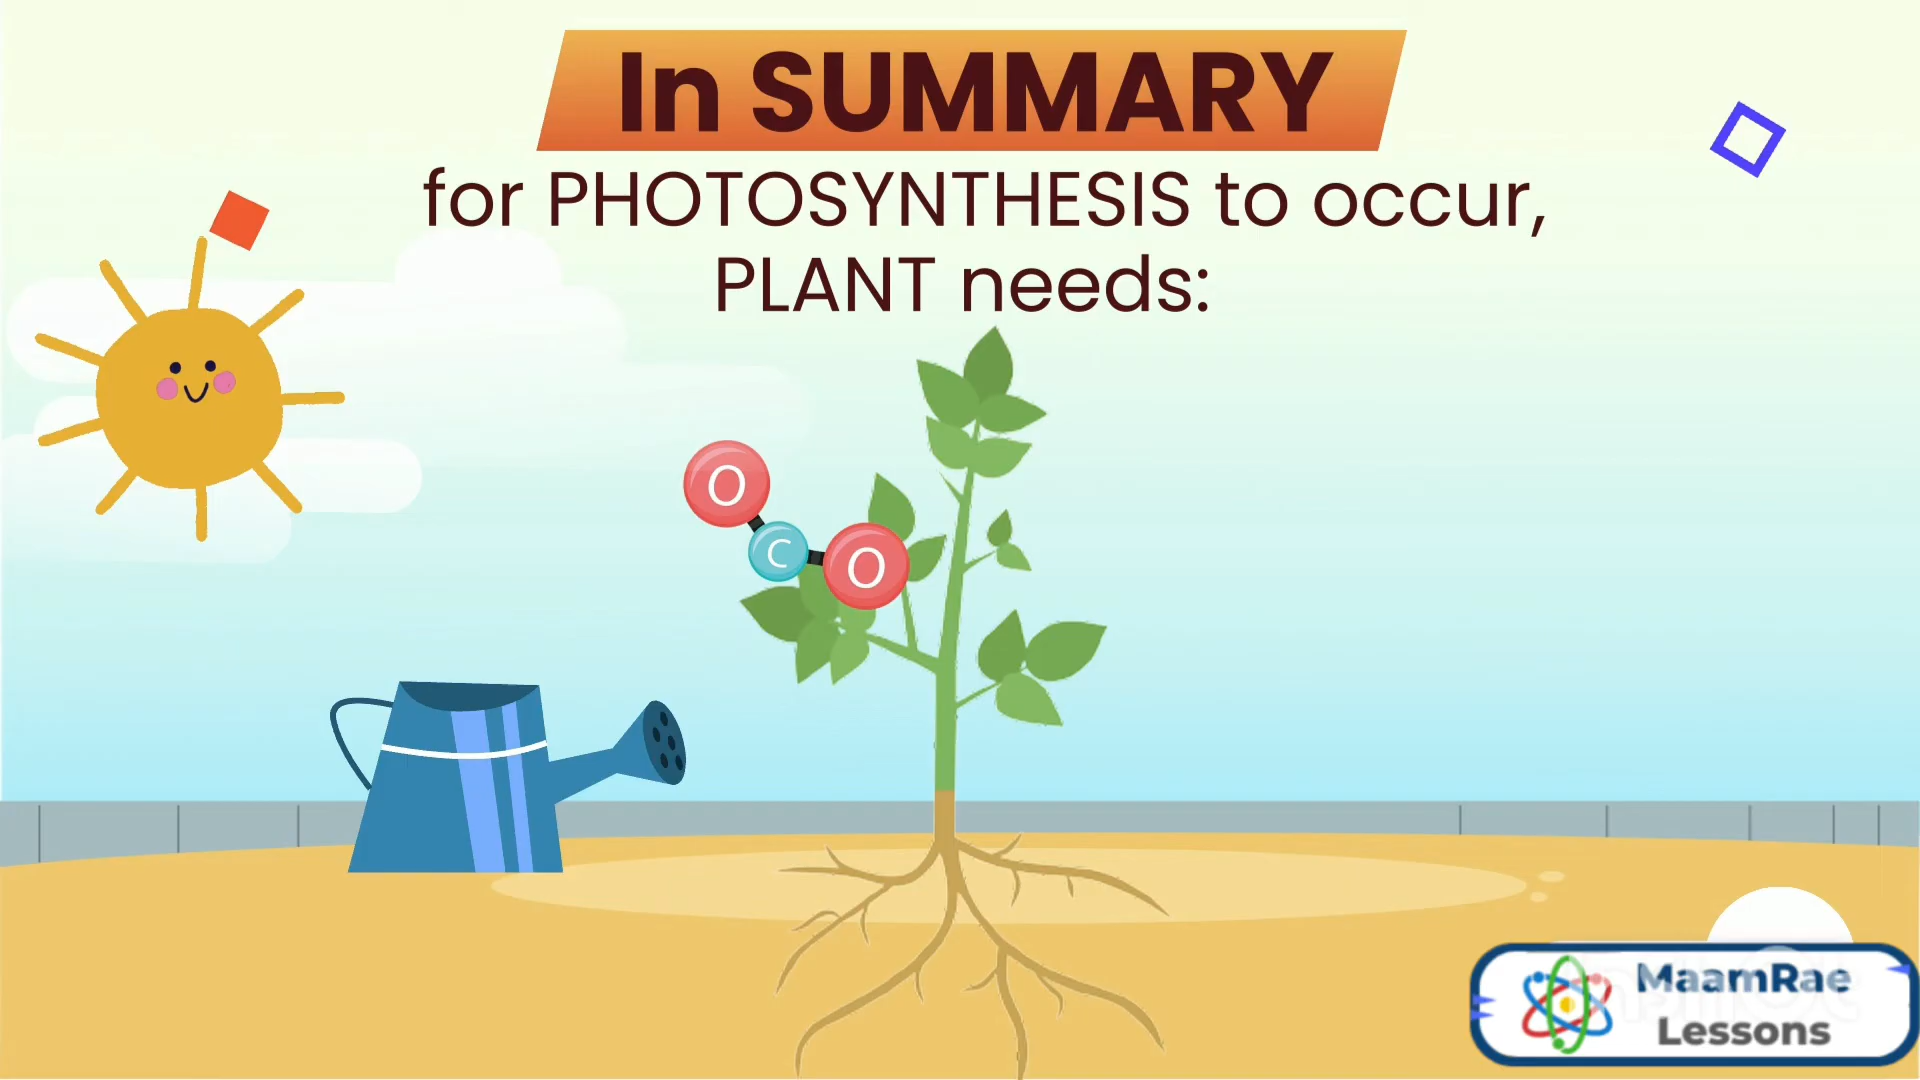 In SUMMARY
for PHOTOSYNTHESIS to occur,
PLANT needs:
O
C
O
MaamRae
Lessons